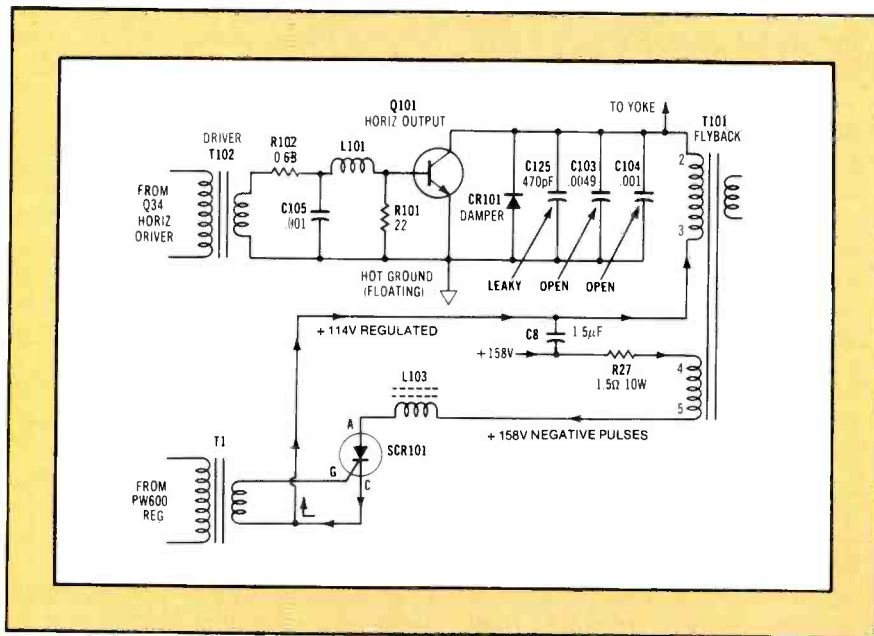 Q101
HORIZ OUTPUT
TO YOKE
T101
FLYBACK
DRIVER
T102
R102
0 68
L101
C125
470pF
C103
.0049
C104
.001
2
FROM
Q34
HORIZ
DRIVER
C105
.001
R101
22
CR101
DAMPER
3
HOT GROUND
(FLOATING)
LEAKY
OPEN
OPEN
+114V REGULATED
C8
1 5µF
+158V
R27
1.5Ω 10W
4
5
L103
+158V NEGATIVE PULSES
A
SCR101
G
C
T1
FROM
PW600
REG